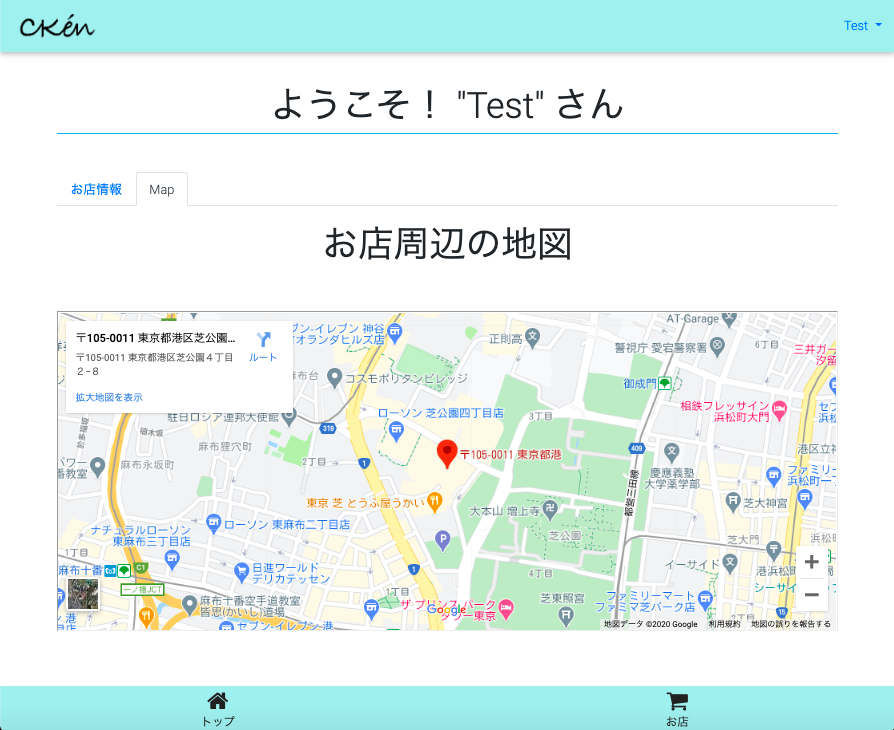 CKén
Test
ようこそ！ "Test" さん
お店情報
Map
お店周辺の地図
〒105-0011 東京都港区芝公園...
ルート
〒105-0011 東京都港区芝公園４丁目
２−８
拡大地図を表示
ブン-イレブン 神谷
オランダヒルズ店
正則高
AT-Garage
警視庁 愛宕警察署
6丁目
三井ガー
汐留
麻布台
コスモポリタンビレッジ
御成門
駐日ロシア連邦大使館
319
ローソン 芝公園四丁目店
3丁目
相鉄フレッサイン
浜松町大門
植木坂
麻布狸穴町
409
〒105-0011 東京都港
麻布永坂町
2丁目
1
慶應義塾
大学薬学部
都営三田線
ファミリー
浜松町一丁
東京 芝 とうふ屋うかい
大本山 増上寺
芝公園
芝大神宮
ナチュラルローソン
東麻布三丁目店
ローソン 東麻布二丁目店
P
芝大門
1丁目
麻布十番
C1
日進ワールド
デリカテッセン
1
4丁目
イーサイド
港浜松町
一ノ橋JCT
麻布十番空手道教室
皆思(かいし)道場
Google
ザ プリンス パーク
タワー東京
芝東照宮
ファミリーマート
ファミマ芝パーク店
15
セブン-イレブン 港
地図データ ©2020 Google
利用規約
地図の誤りを報告する
+
−
トップ
お店